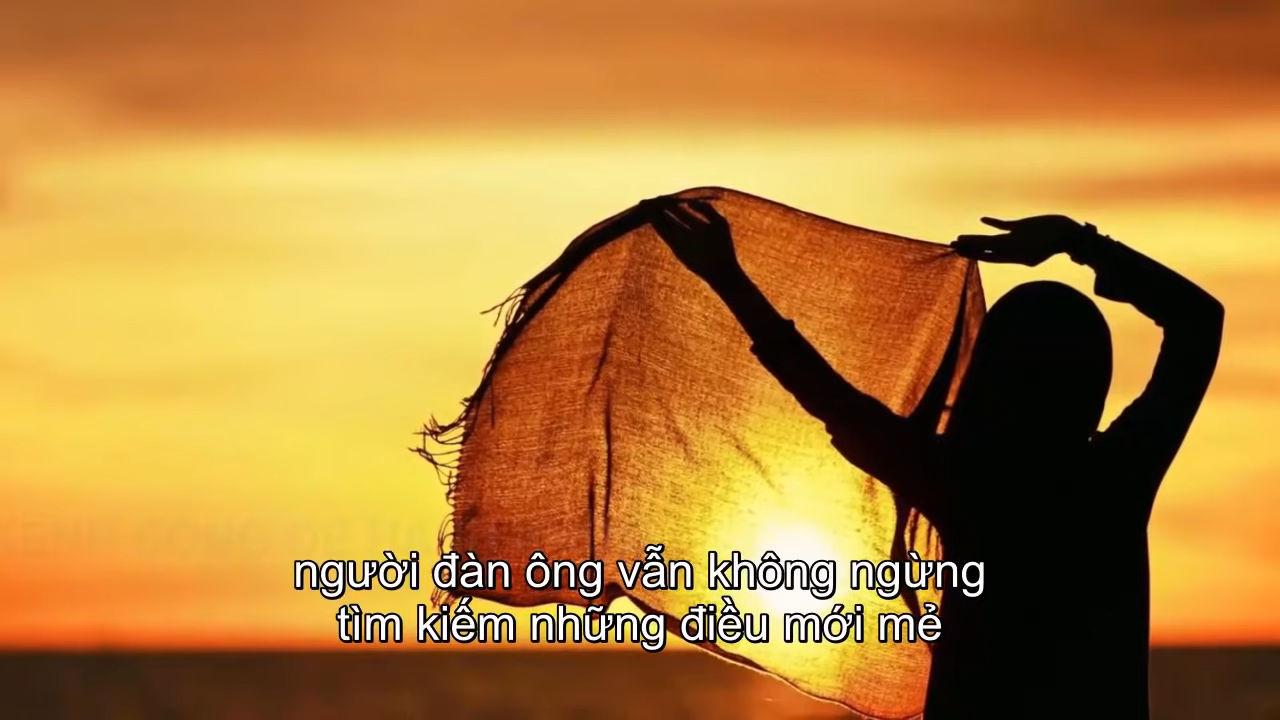 người đàn ông vẫn không ngừng
tìm kiếm những điều mới mẻ